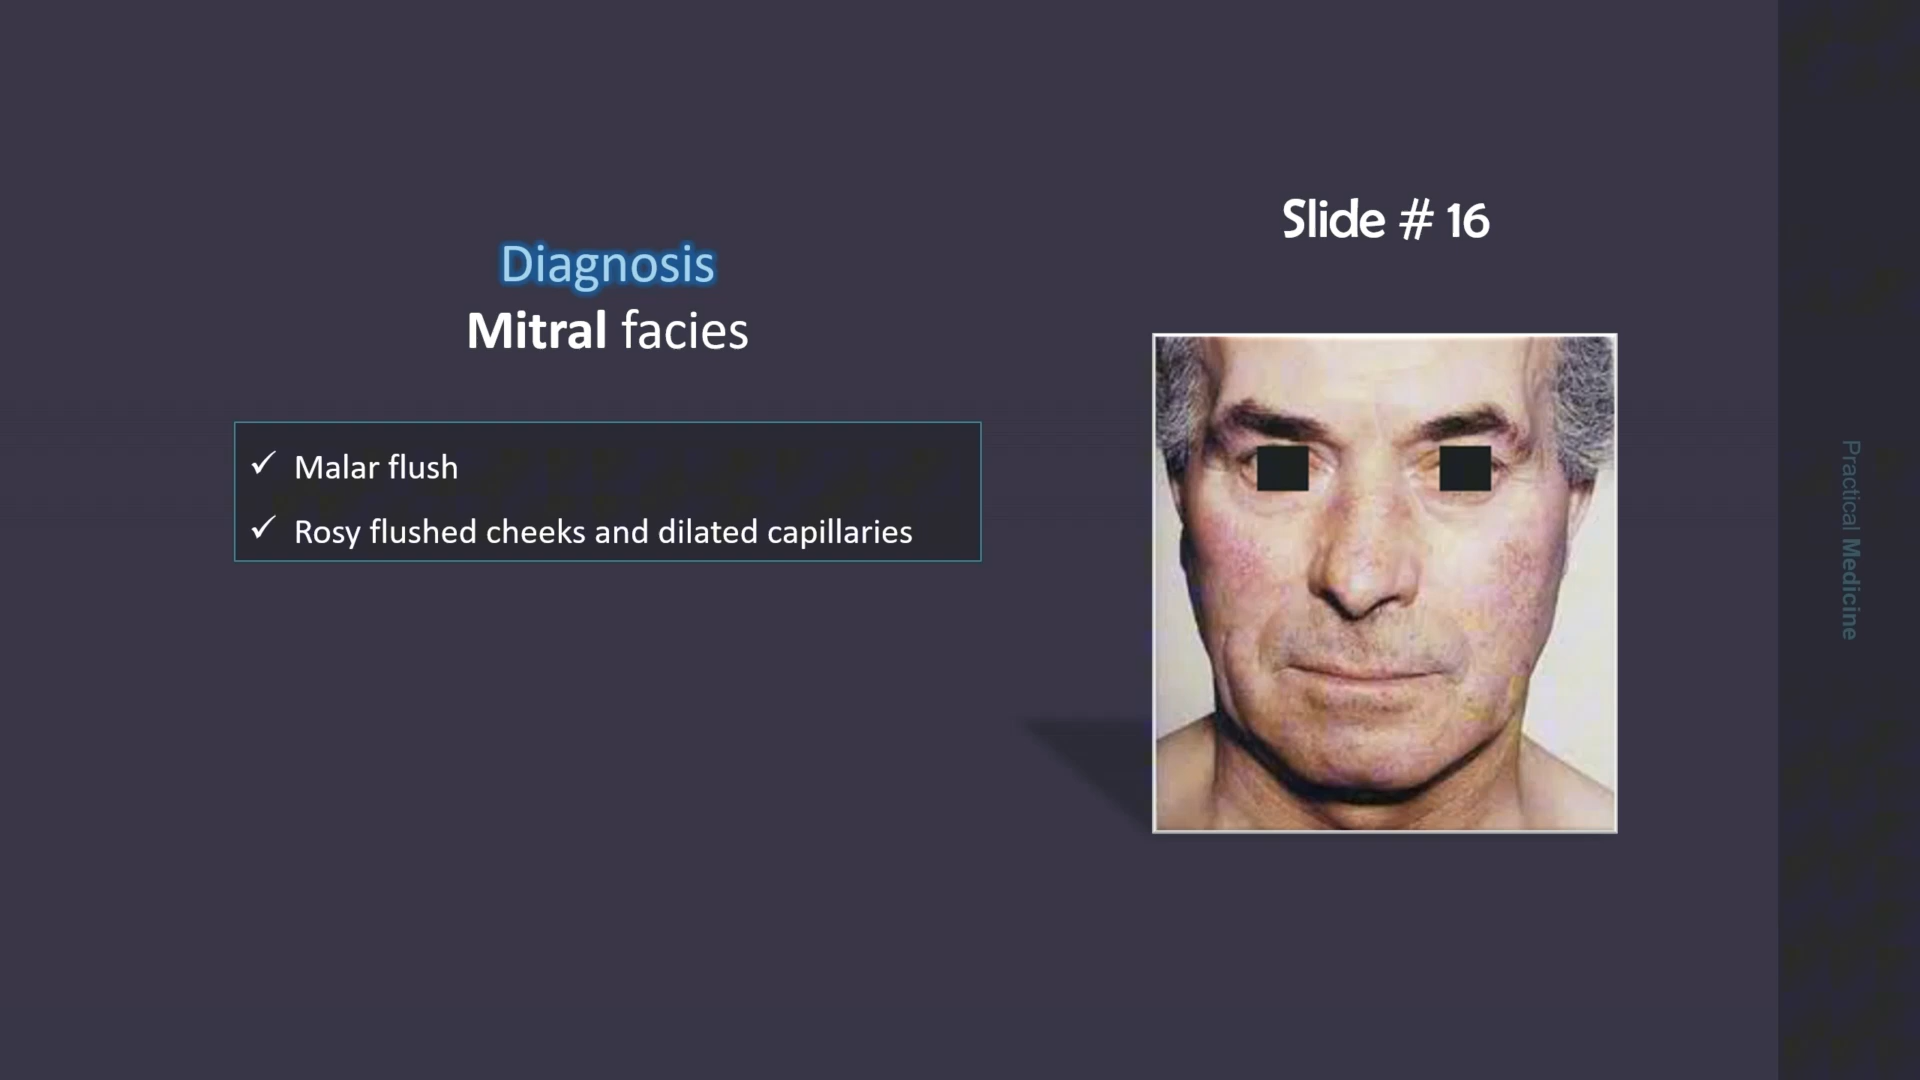 Slide # 16
Diagnosis
Mitral facies
✓ Malar flush
✓ Rosy flushed cheeks and dilated capillaries
Practical Medicine